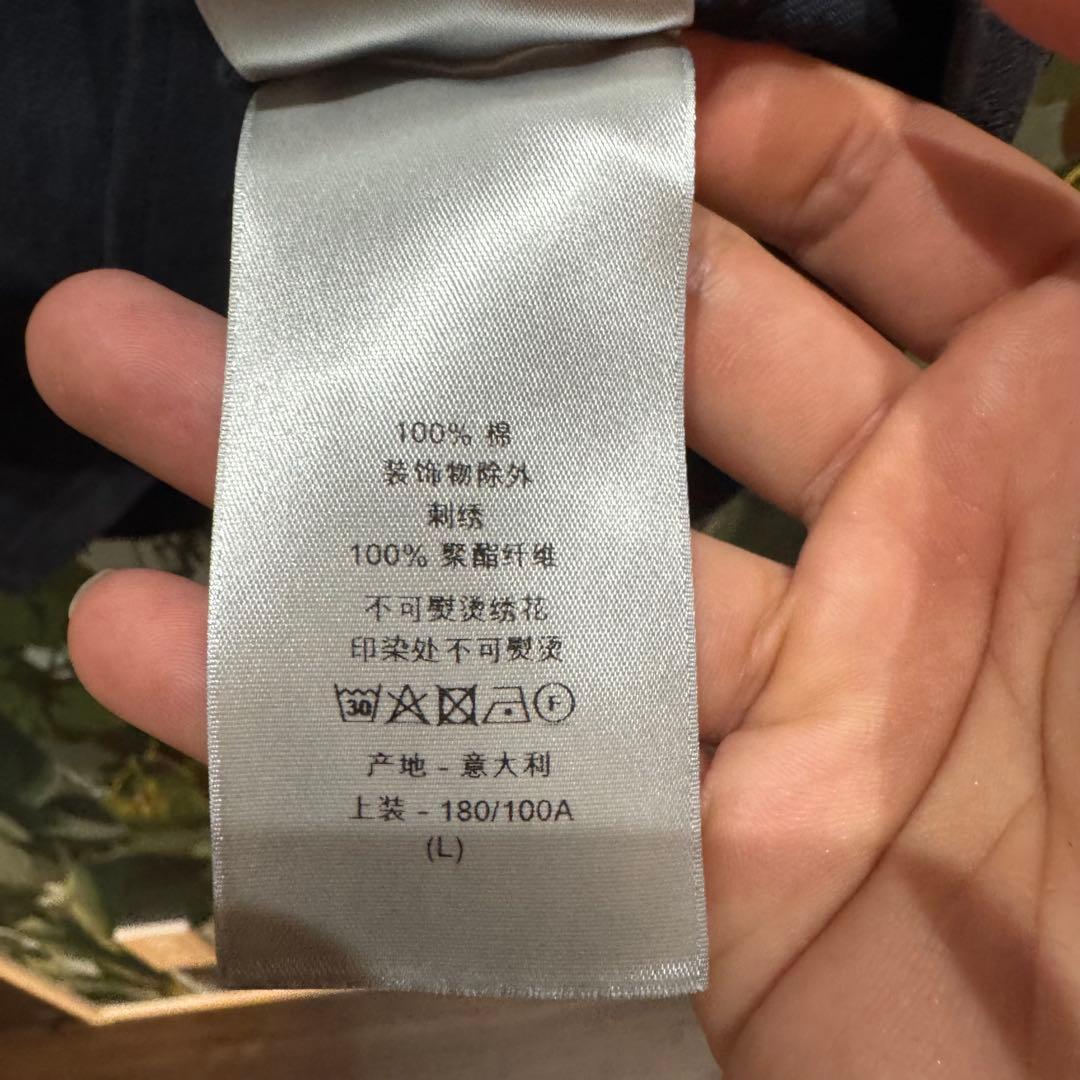 100% 棉
装饰物除外
刺绣
100% 聚酯纤维
不可熨烫绣花
印染处不可熨烫
30 F
产地 - 意大利
上装 - 180/100A
(L)